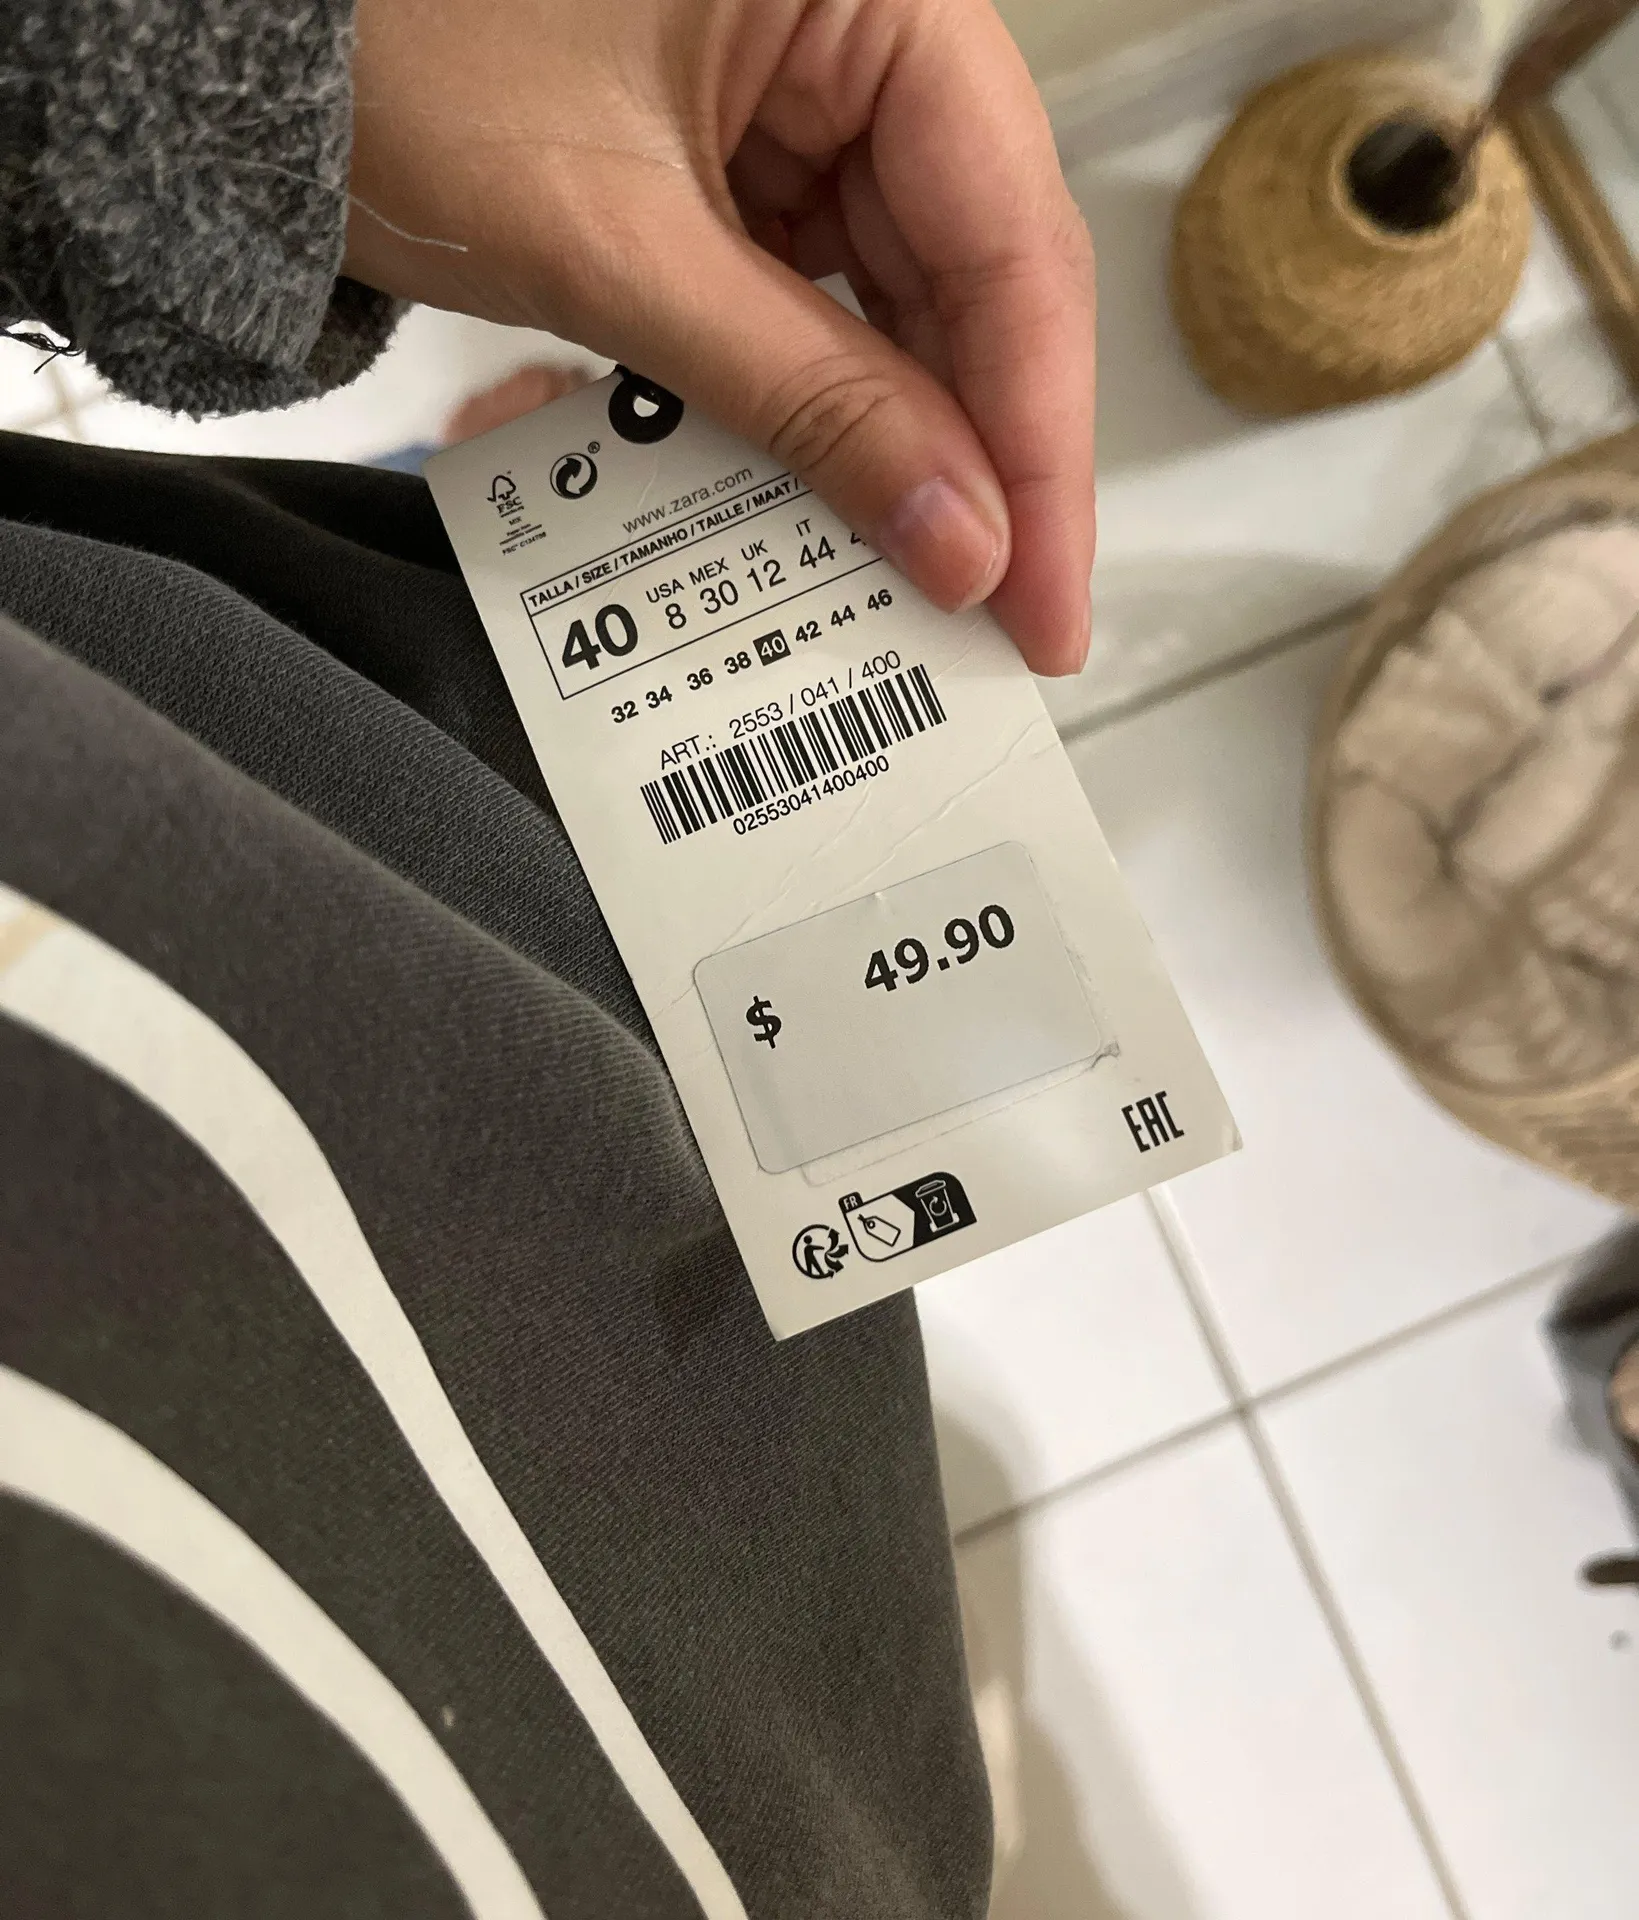 FSC
www.zara.com
TALLA / SIZE / TAMANHO / TAILLE / MAAT /
USA MEX UK IT
40 8 30 12 44
32 34 36 38 40 42 44 46
ART.: 2553 / 041 / 400
02553041400400
$ 49.90
EAC
FR